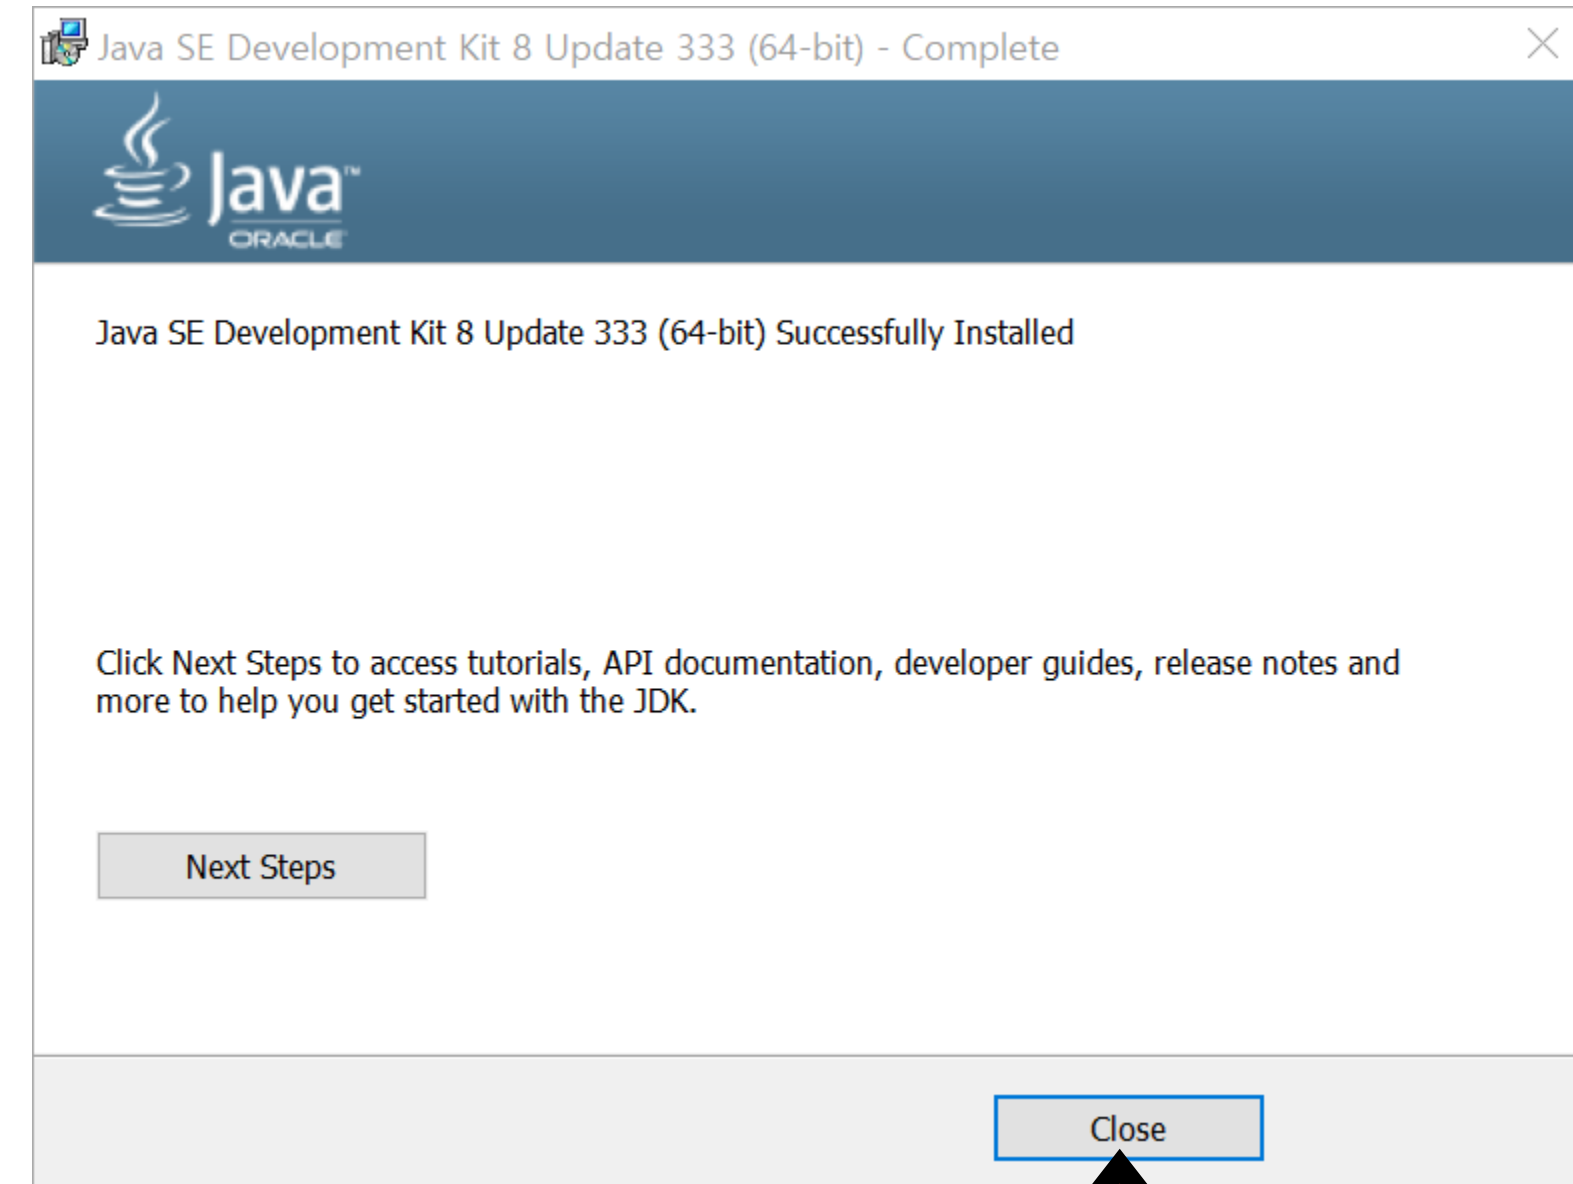 Java SE Development Kit 8 Update 333 (64-bit) - Complete
Java™
ORACLE
Java SE Development Kit 8 Update 333 (64-bit) Successfully Installed
Click Next Steps to access tutorials, API documentation, developer guides, release notes and
more to help you get started with the JDK.
Next Steps
Close